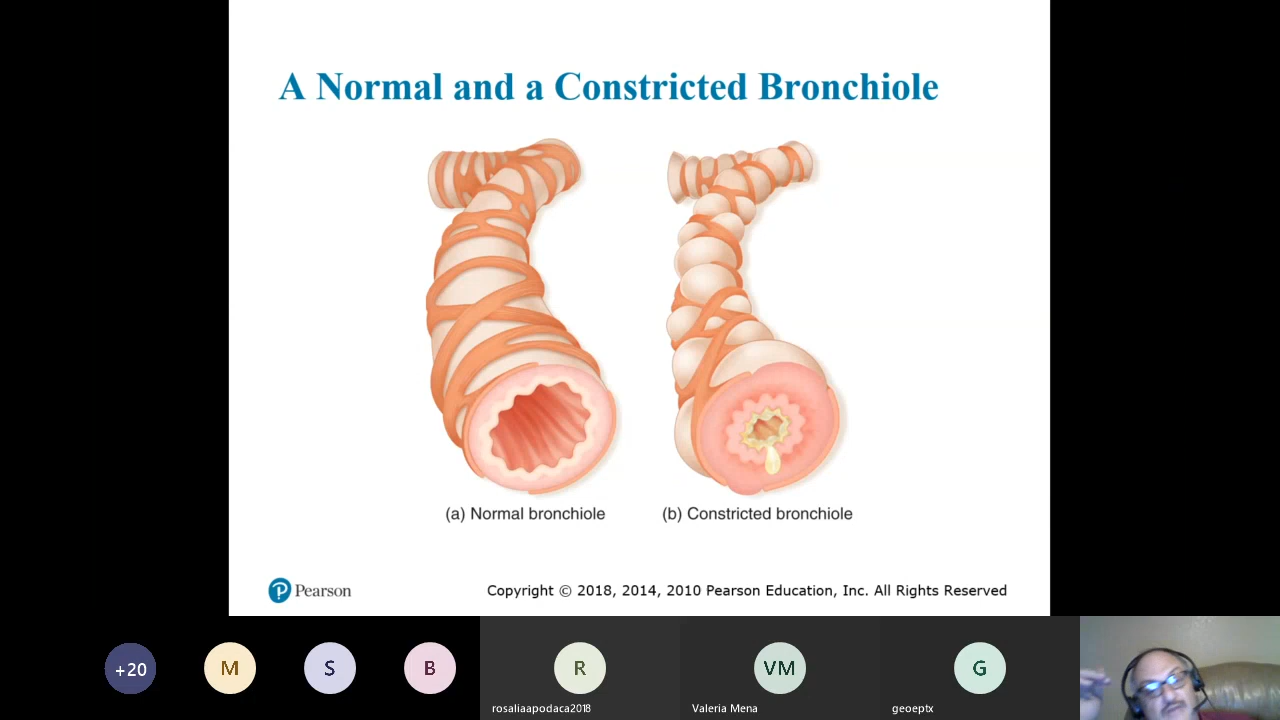 A Normal and a Constricted Bronchiole
(a) Normal bronchiole
(b) Constricted bronchiole
Pearson
Copyright © 2018, 2014, 2010 Pearson Education, Inc. All Rights Reserved
+20
M
S
B
R
VM
G
rosaliaapodaca2018
Valeria Mena
geoeptx